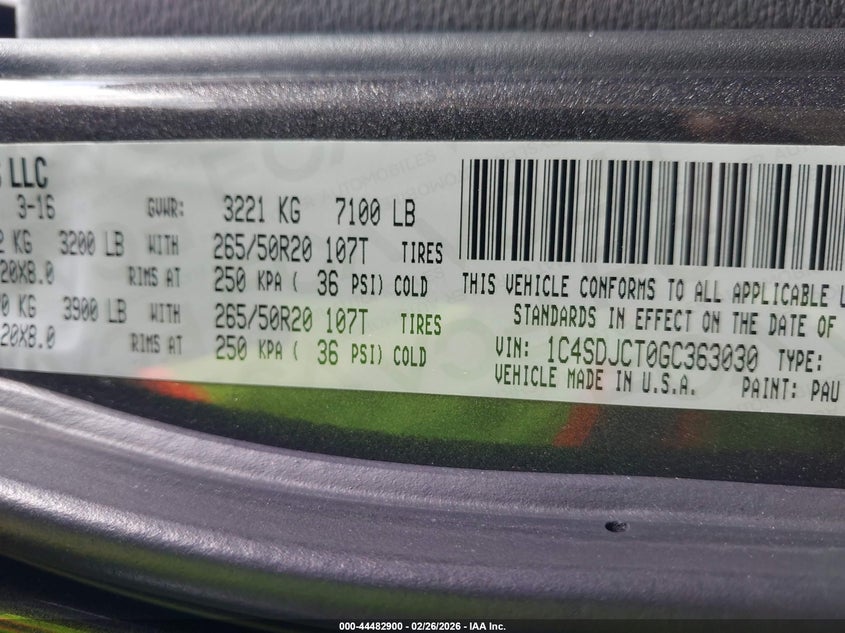 S LLC
3-16 GVWR: 3221 KG 7100 LB
KG 3200 LB WITH 265/50R20 107T TIRES
20X8.0 RIMS AT 250 KPA ( 36 PSI) COLD
0 KG 3900 LB WITH 265/50R20 107T TIRES
20X8.0 RIMS AT 250 KPA ( 36 PSI) COLD
THIS VEHICLE CONFORMS TO ALL APPLICABLE
STANDARDS IN EFFECT ON THE DATE OF
VIN: 1C4SDJCT0GC363030 TYPE:
VEHICLE MADE IN U.S.A. PAINT: PAU
000-44482900 - 02/26/2026 - IAA Inc.